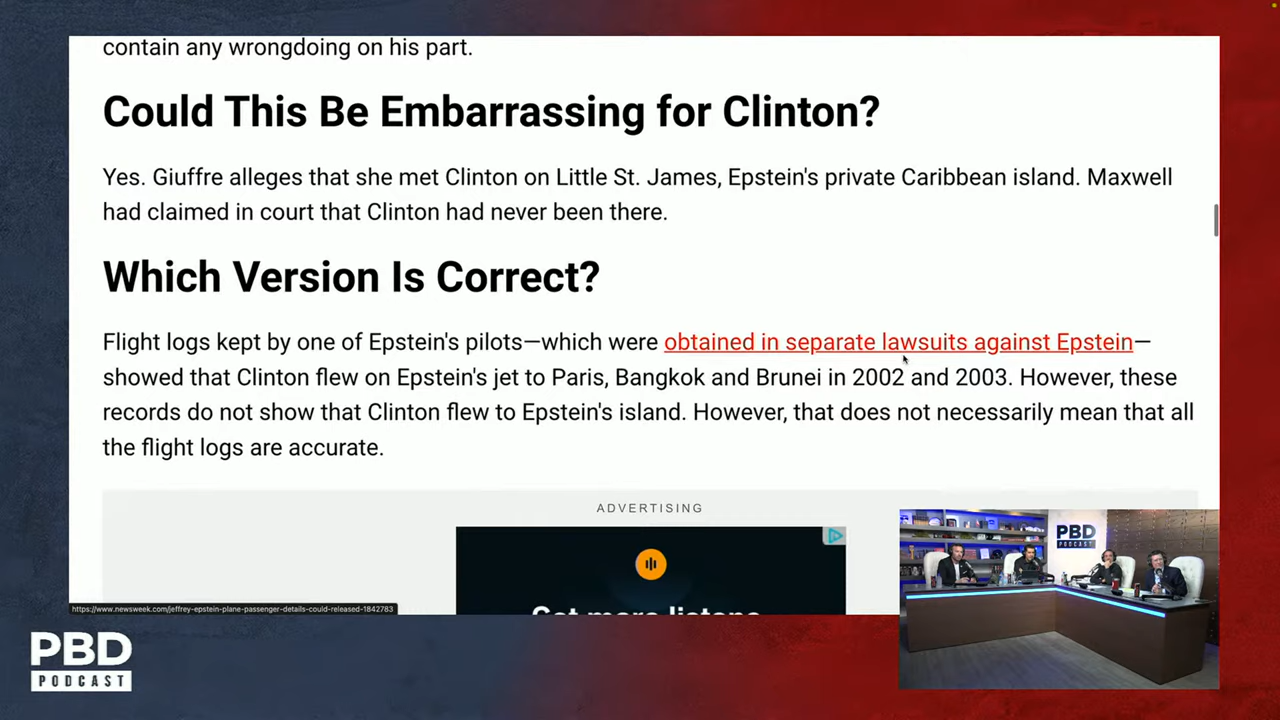 contain any wrongdoing on his part.
Could This Be Embarrassing for Clinton?
Yes. Giuffre alleges that she met Clinton on Little St. James, Epstein's private Caribbean island. Maxwell
had claimed in court that Clinton had never been there.
Which Version Is Correct?
Flight logs kept by one of Epstein's pilots—which were obtained in separate lawsuits against Epstein—
showed that Clinton flew on Epstein's jet to Paris, Bangkok and Brunei in 2002 and 2003. However, these
records do not show that Clinton flew to Epstein's island. However, that does not necessarily mean that all
the flight logs are accurate.
ADVERTISING
Get more listens
https://www.newsweek.com/jeffrey-epstein-plane-passenger-details-could-released-1842783
PBD
PODCAST
PBD
PODCAST